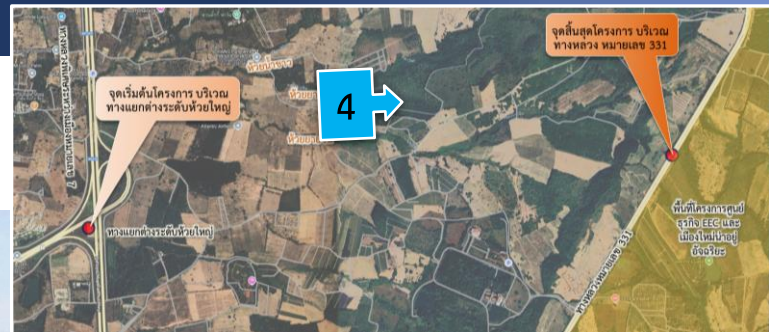 จุดสิ้นสุดโครงการ บริเวณ
ทางหลวง หมายเลข 331
จุดเริ่มต้นโครงการ บริเวณ
ทางแยกต่างระดับห้วยใหญ่
4
ทางแยกต่างระดับห้วยใหญ่
ทางหลวงหมายเลข 331
พื้นที่โครงการศูนย์
ธุรกิจ EEC และ
เมืองใหม่น่าอยู่
อัจฉริยะ